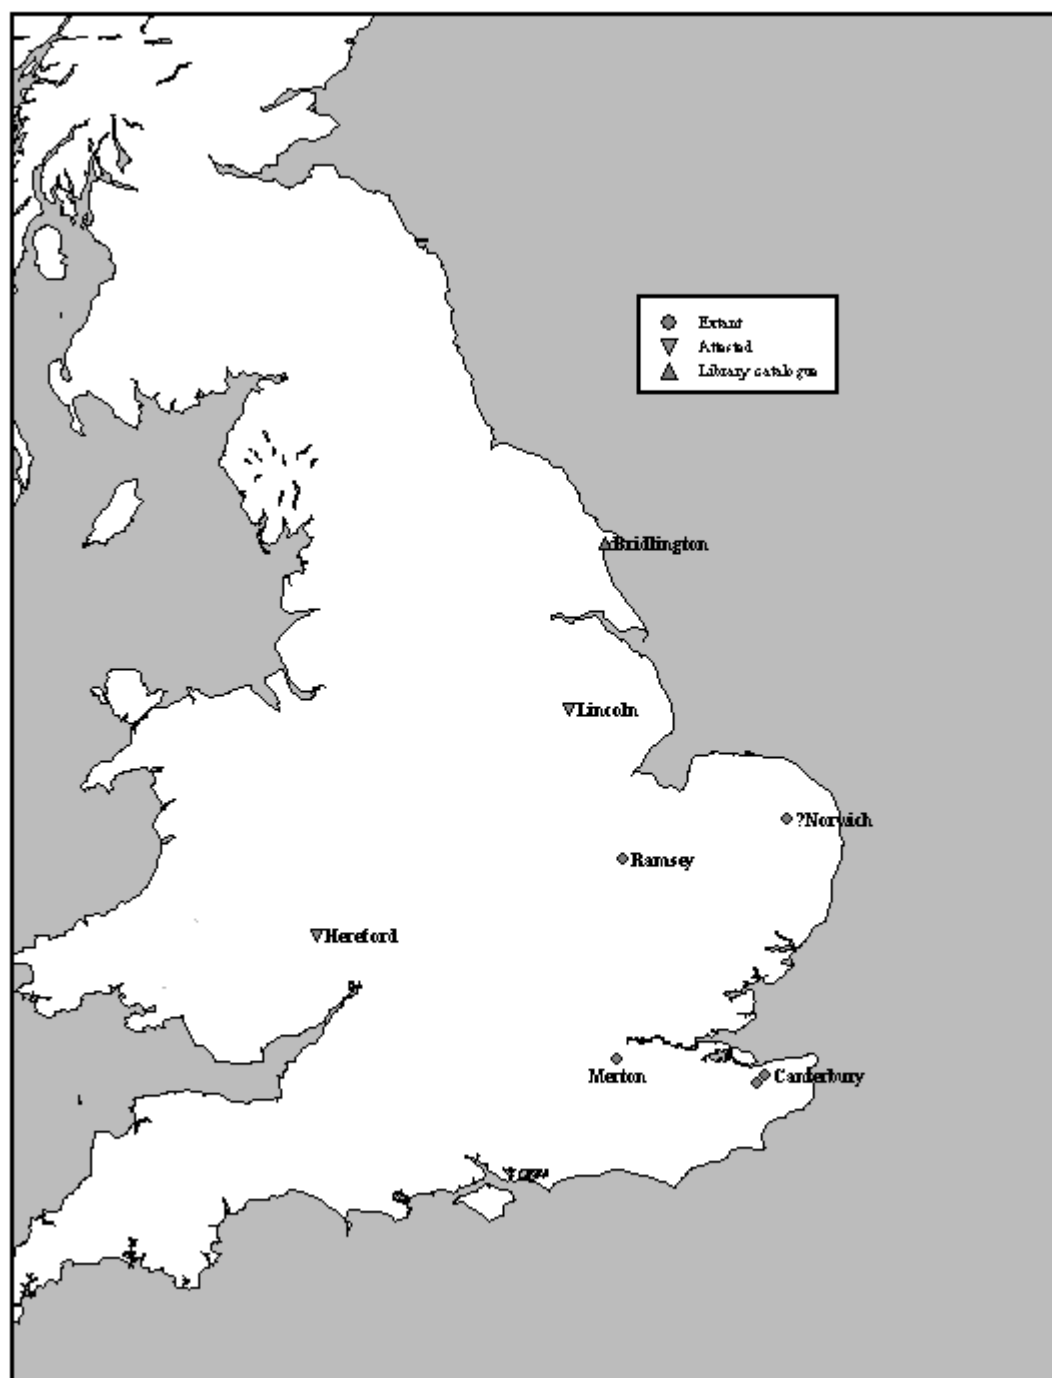 Extant
Attested
Library catalogue
Bridlington
Lincoln
?Norwich
Ramsey
Hereford
Merton
Canterbury